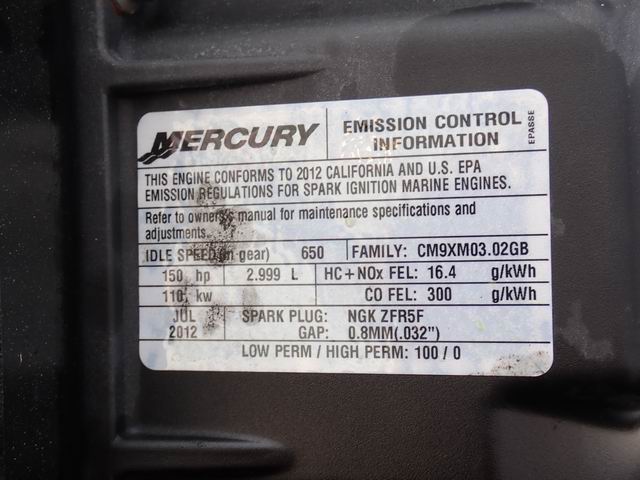 MERCURY
EMISSION CONTROL
INFORMATION
EPASSE
THIS ENGINE CONFORMS TO 2012 CALIFORNIA AND U.S. EPA
EMISSION REGULATIONS FOR SPARK IGNITION MARINE ENGINES.
Refer to owner's manual for maintenance specifications and
adjustments.
IDLE SPEED (in gear) 650 FAMILY: CM9XM03.02GB
150 hp 2.999 L HC+NOx FEL: 16.4 g/kWh
110 kw CO FEL: 300 g/kWh
JUL SPARK PLUG: NGK ZFR5F
2012 GAP: 0.8MM(.032")
LOW PERM / HIGH PERM: 100 / 0